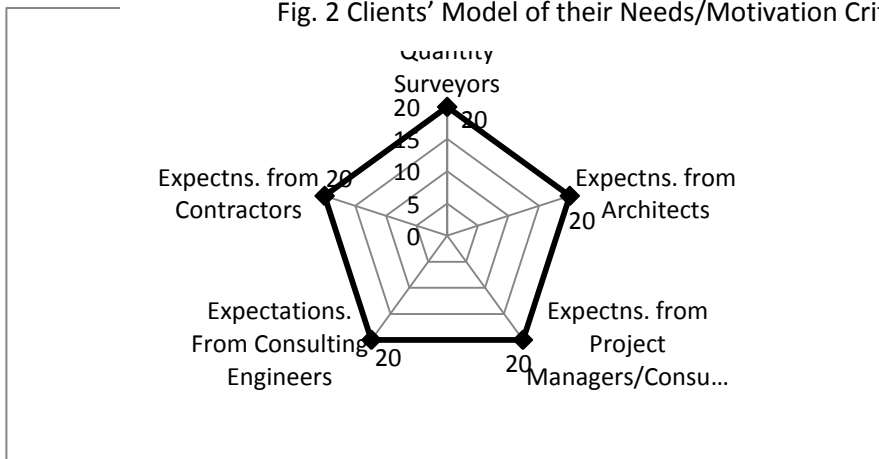 Fig. 2 Clients’ Model of their Needs/Motivation
Quantity
Surveyors
20
20
15
10
5
0
Expectns. from
Architects
20
Expectns. from
Project
Managers/Consu…
20
Expectations.
From Consulting
Engineers
20
Expectns. from
Contractors
20